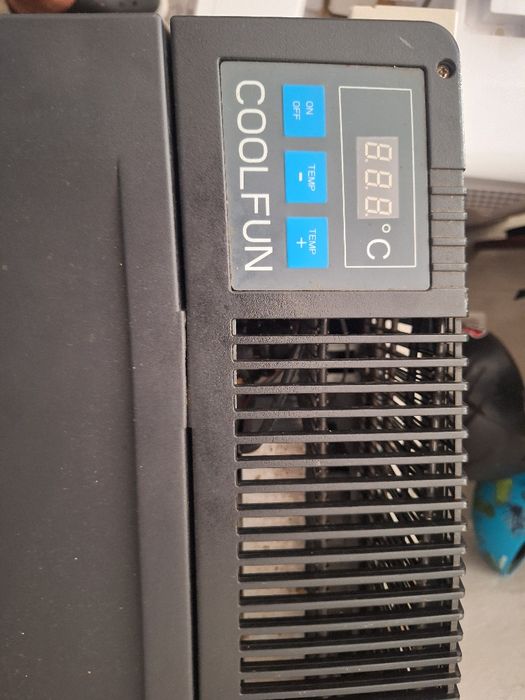 COOLFUN
ON
OFF
TEMP
-
TEMP
+
8.8.8.
°C